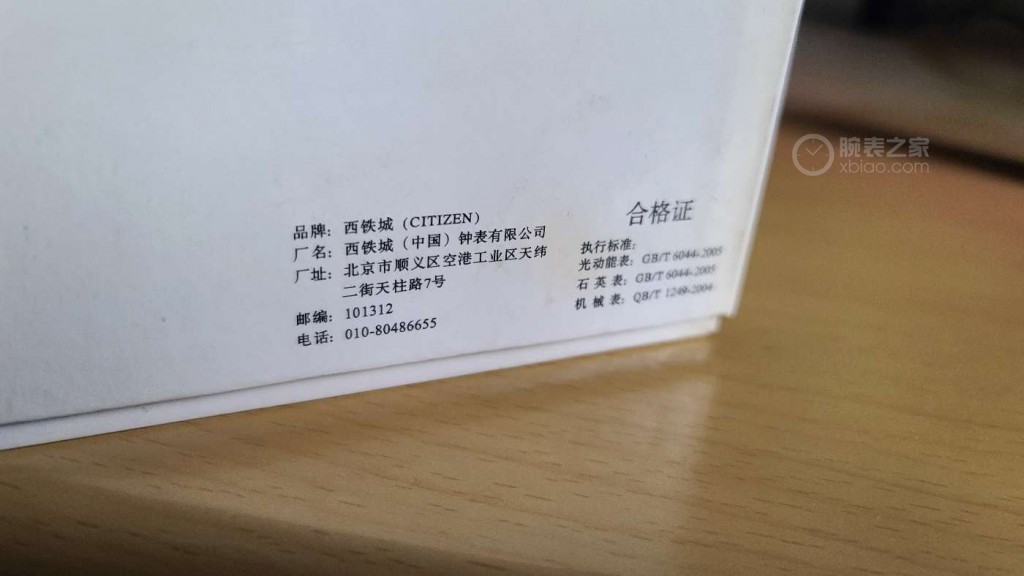 品牌：西铁城（CITIZEN）
厂名：西铁城（中国）钟表有限公司
厂址：北京市顺义区空港工业区天纬
二街天柱路7号
邮编：101312
电话：010-80486655
合格证
执行标准：
光动能表：GB/T 6044-2005
石英表：GB/T 6044-2005
机械表：QB/T 1249-2004
腕表之家
xbiao.com